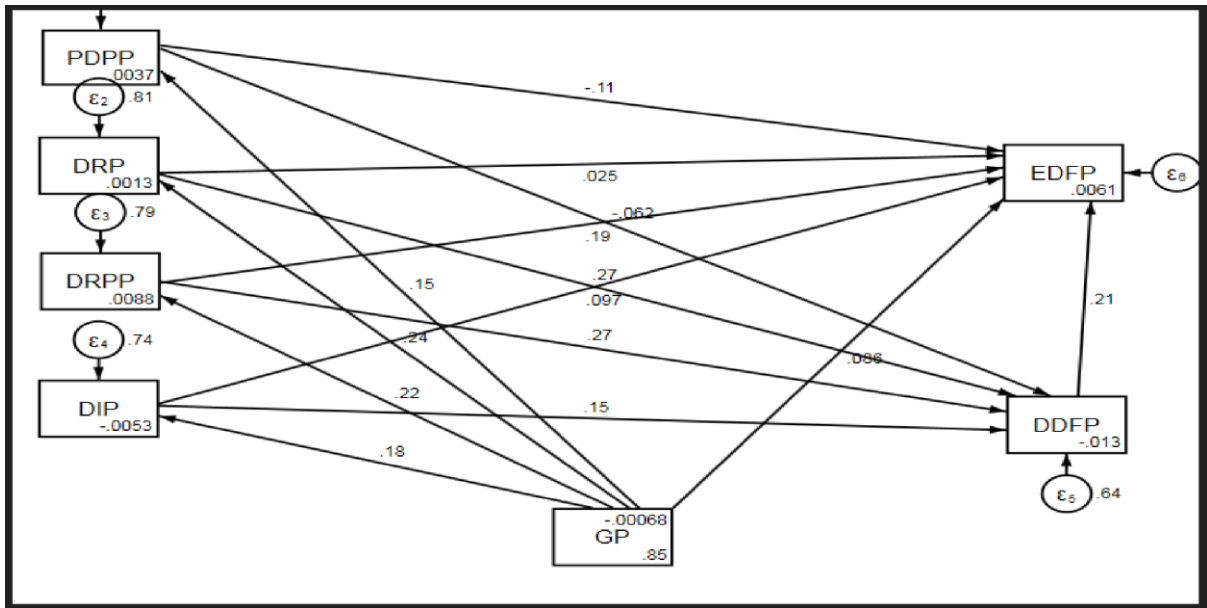 PDPP
.0037
ε2 .81
-.11
DRP
.0013
.025
EDFP
.0061
ε6
ε3 .79
-.062
.19
DRPP
.0088
.15
.27
.097
.21
ε4 .74
.24
.27
.086
DIP
-.0053
.22
.15
DDFP
-.013
.18
ε5 .64
-.00068
GP
.85